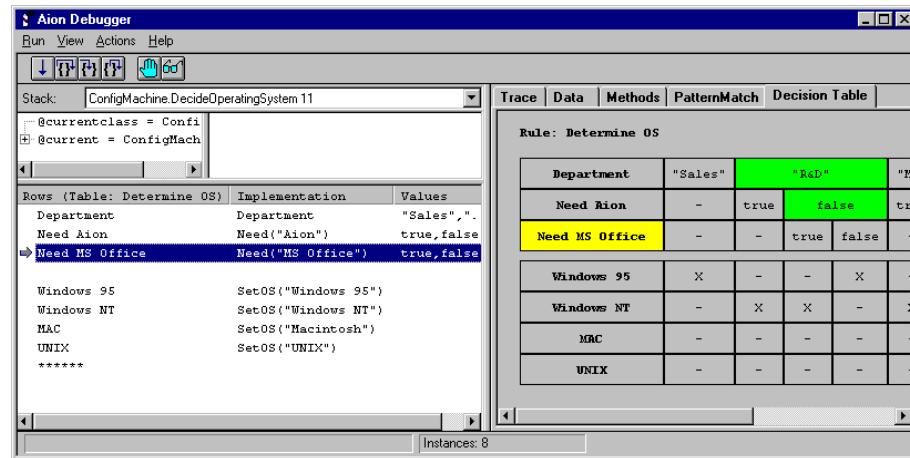 Aion Debugger
Run View Actions Help
Stack: ConfigMachine.DecideOperatingSystem 11
@currentclass = Confi
@current = ConfigMach
Rows (Table: Determine OS) Implementation Values
Department Department "Sales",".
Need Aion Need("Aion") true,false
Need MS Office Need("MS Office") true,false
Windows 95 SetOS("Windows 95")
Windows NT SetOS("Windows NT")
MAC SetOS("Macintosh")
UNIX SetOS("UNIX")
******
Trace Data Methods PatternMatch Decision Table
Rule: Determine OS
Department "Sales" "R&D" "M
Need Aion - true false tr
Need MS Office - - true false -
Windows 95 X - - X -
Windows NT - X X -
MAC - - - - -
UNIX - - - - -
Instances: 8